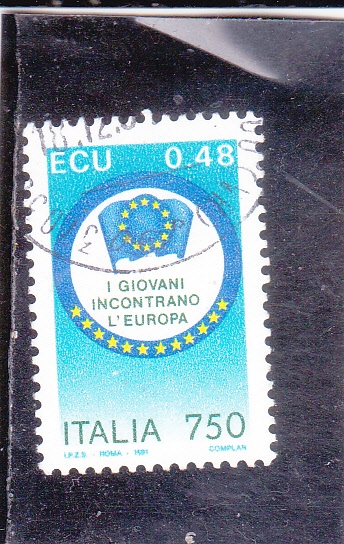 ECU 0.48
I GIOVANI
INCONTRANO
L'EUROPA
ITALIA 750
I.P.Z.S. - ROMA - 1991 COMPLAN